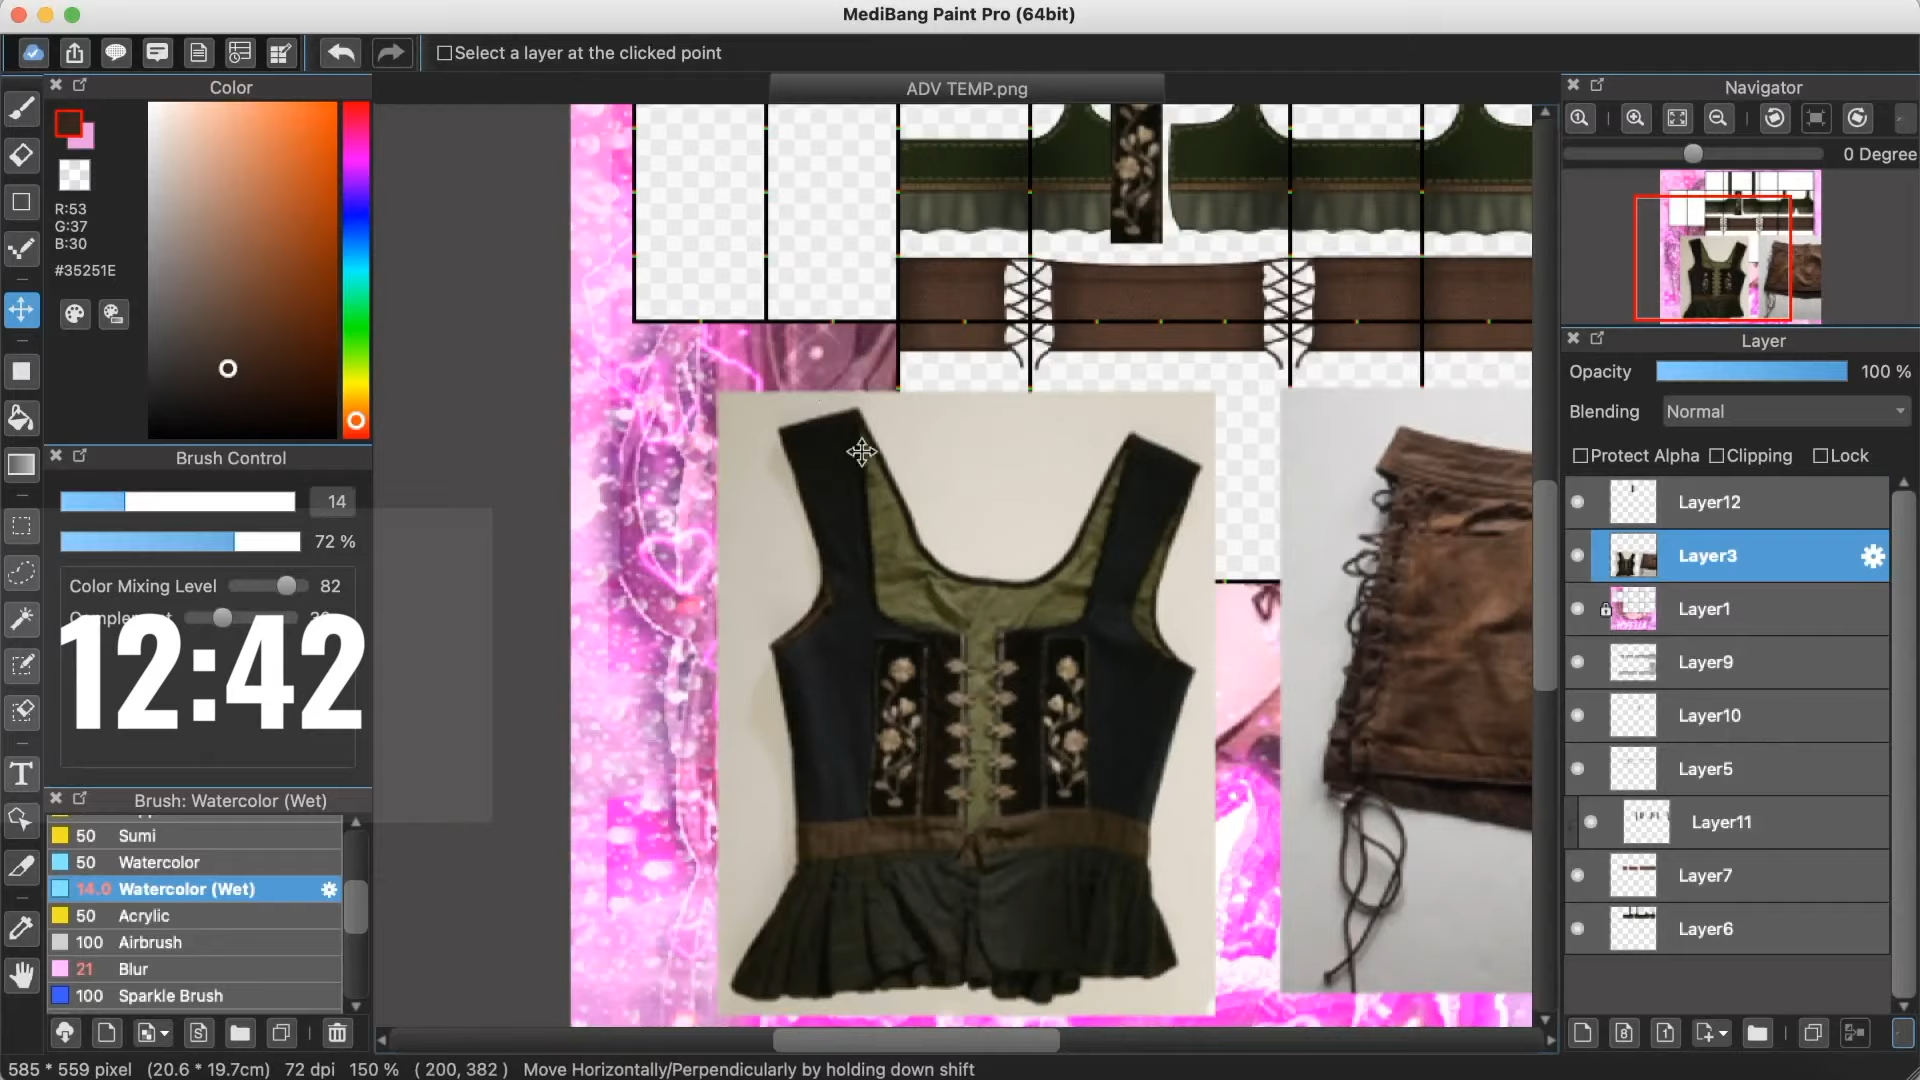 MediBang Paint Pro (64bit)
Select a layer at the clicked point
Color
ADV TEMP.png
Navigator
0 Degree
R:53
G:37
B:30
#35251E
Layer
Opacity
100 %
Blending
Normal
Protect Alpha
Clipping
Lock
Brush Control
14
72 %
Color Mixing Level
82
12:42
Layer12
Layer3
Layer1
Layer9
Layer10
Layer5
Layer11
Layer7
Layer6
Brush: Watercolor (Wet)
50 Sumi
50 Watercolor
14.0 Watercolor (Wet)
50 Acrylic
100 Airbrush
21 Blur
100 Sparkle Brush
585 * 559 pixel (20.6 * 19.7cm) 72 dpi 150 % ( 200, 382 ) Move Horizontally/Perpendicularly by holding down shift